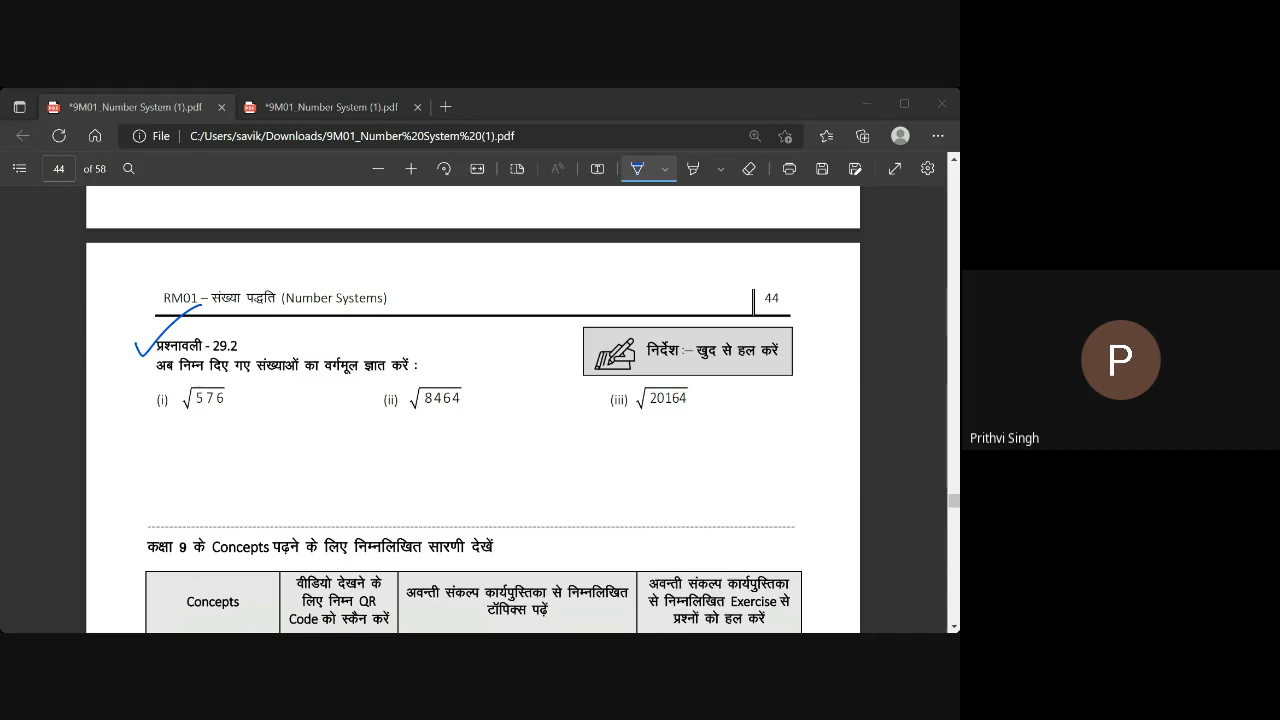 *9M01_Number System (1).pdf
*9M01_Number System (1).pdf
File
C:/Users/savik/Downloads/9M01_Number%20System%20(1).pdf
44 of 58
RM01 – संख्या पद्धति (Number Systems) 44
प्रश्नावली - 29.2
निर्देश :– खुद से हल करें
अब निम्न दिए गए संख्याओं का वर्गमूल ज्ञात करें :
(i) √576 (ii) √8464 (iii) √20164
कक्षा 9 के Concepts पढ़ने के लिए निम्नलिखित सारणी देखें
Concepts
वीडियो देखने के
लिए निम्न QR
Code को स्कैन करें
अवन्ती संकल्प कार्यपुस्तिका से निम्नलिखित
टॉपिक्स पढ़ें
अवन्ती संकल्प कार्यपुस्तिका
से निम्नलिखित Exercise से
प्रश्नों को हल करें
P
Prithvi Singh